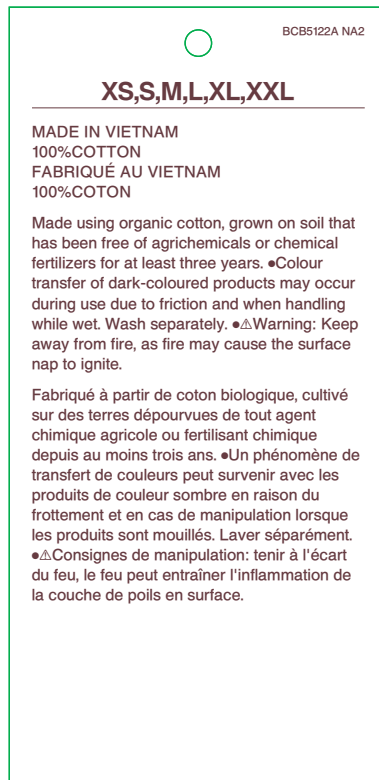 BCB5122A NA2
XS,S,M,L,XL,XXL
MADE IN VIETNAM
100%COTTON
FABRIQUÉ AU VIETNAM
100%COTON
Made using organic cotton, grown on soil that
has been free of agrichemicals or chemical
fertilizers for at least three years. ●Colour
transfer of dark-coloured products may occur
during use due to friction and when handling
while wet. Wash separately. ●⚠Warning: Keep
away from fire, as fire may cause the surface
nap to ignite.
Fabriqué à partir de coton biologique, cultivé
sur des terres dépourvues de tout agent
chimique agricole ou fertilisant chimique
depuis au moins trois ans. ●Un phénomène de
transfert de couleurs peut survenir avec les
produits de couleur sombre en raison du
frottement et en cas de manipulation lorsque
les produits sont mouillés. Laver séparément.
●⚠Consignes de manipulation: tenir à l'écart
du feu, le feu peut entraîner l'inflammation de
la couche de poils en surface.